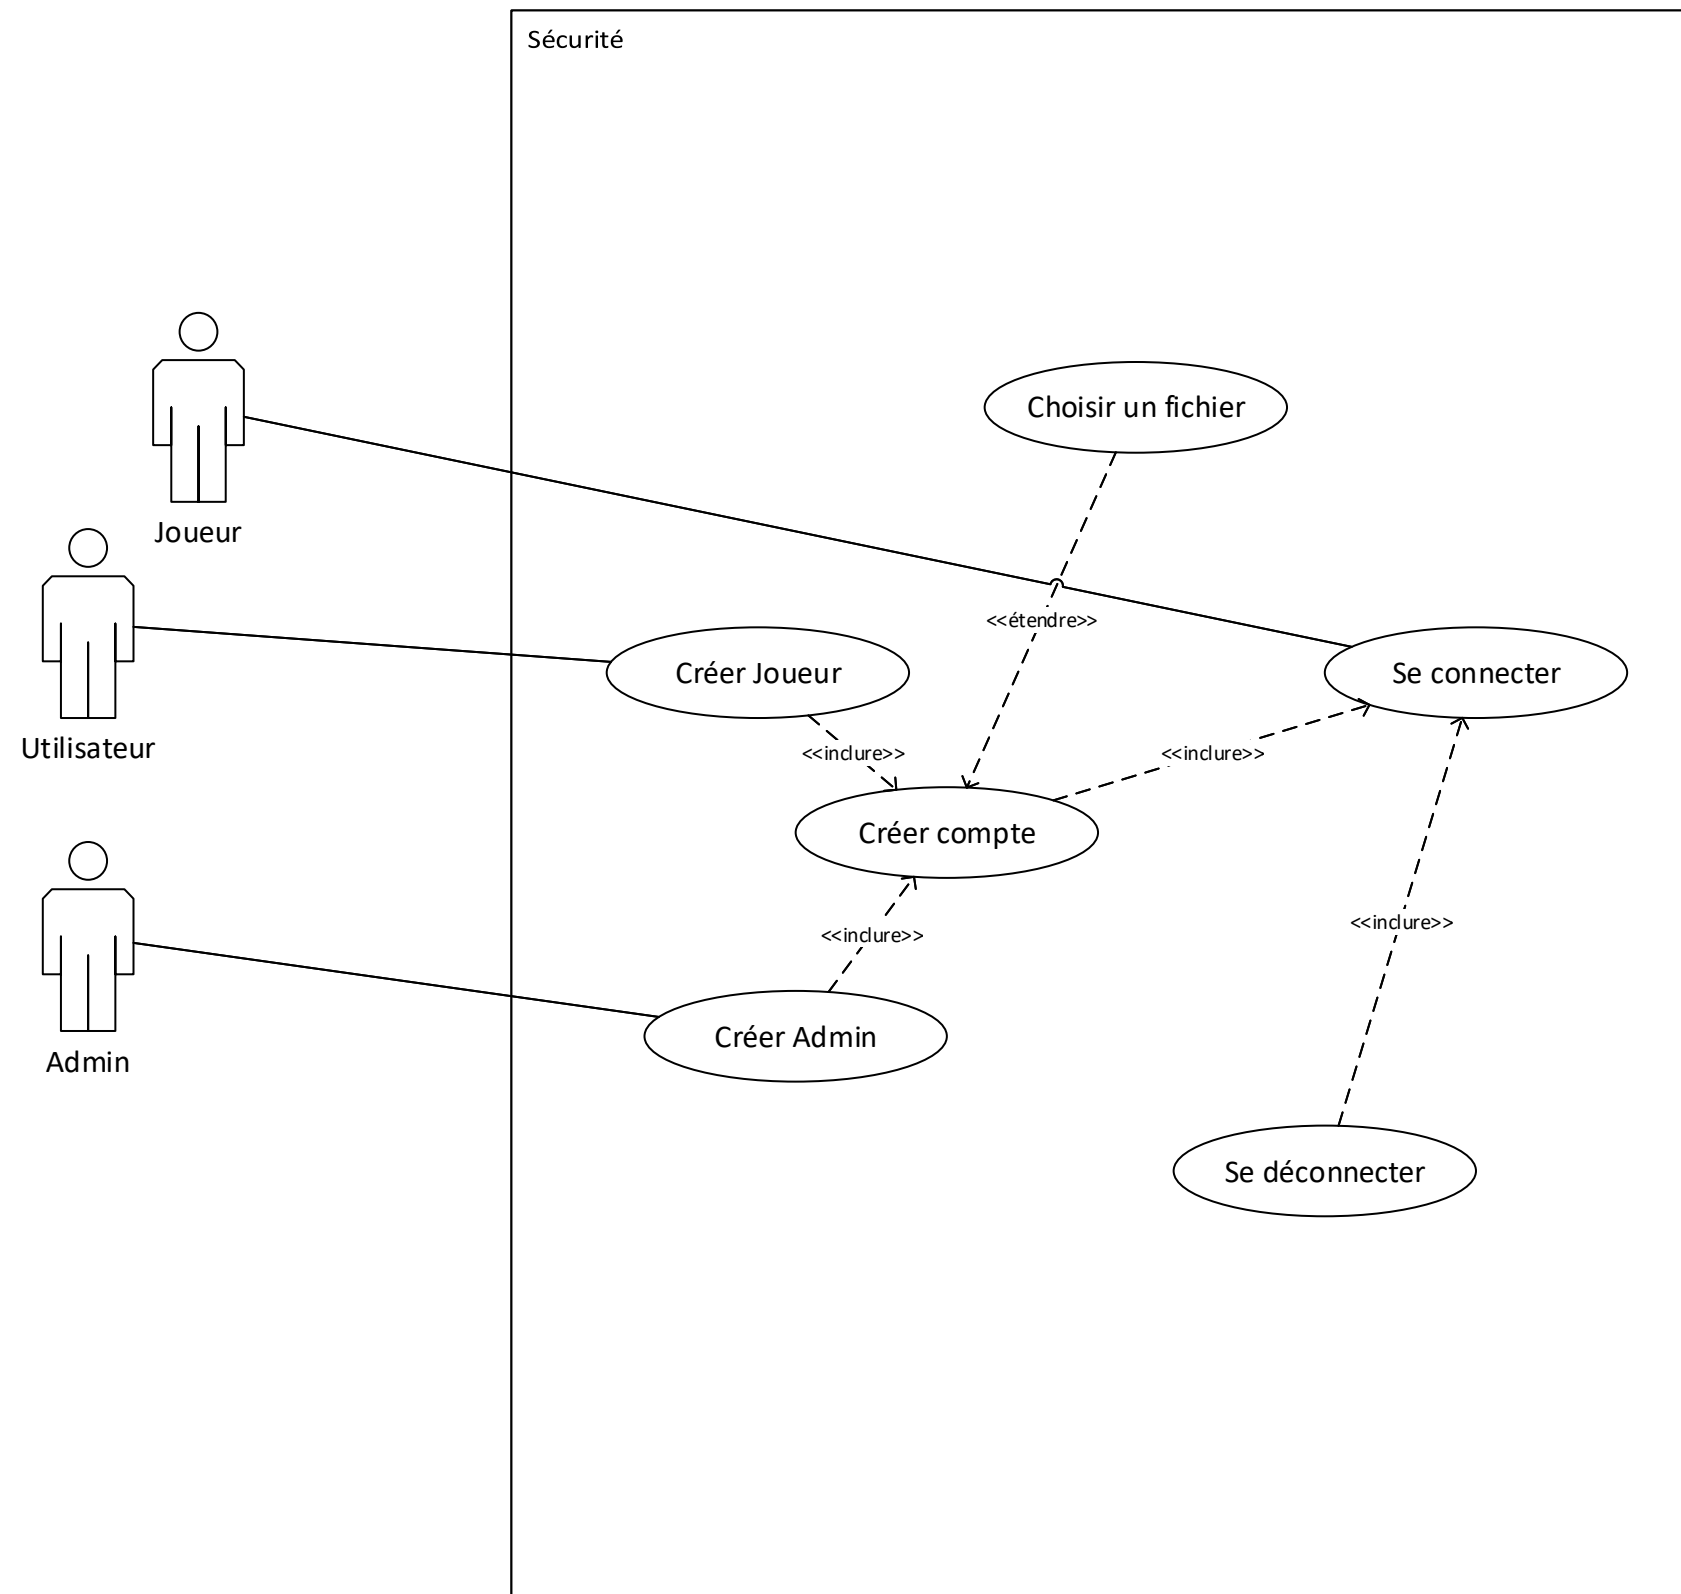 Sécurité
Choisir un fichier
Joueur
<<étendre>>
Créer Joueur
Se connecter
Utilisateur
<<inclure>>
<<inclure>>
Créer compte
<<inclure>>
<<inclure>>
Créer Admin
Admin
Se déconnecter